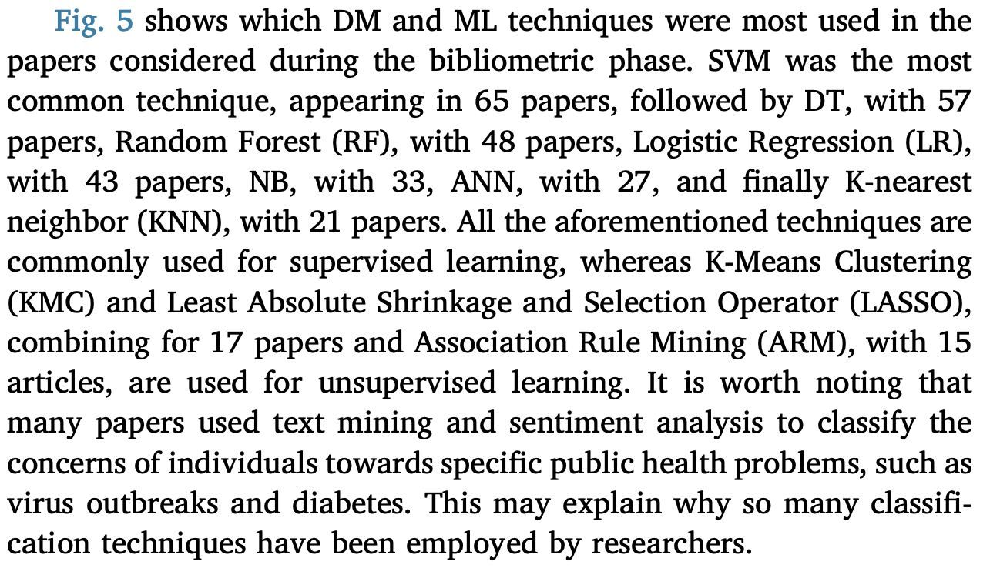 Fig. 5 shows which DM and ML techniques were most used in the
papers considered during the bibliometric phase. SVM was the most
common technique, appearing in 65 papers, followed by DT, with 57
papers, Random Forest (RF), with 48 papers, Logistic Regression (LR),
with 43 papers, NB, with 33, ANN, with 27, and finally K-nearest
neighbor (KNN), with 21 papers. All the aforementioned techniques are
commonly used for supervised learning, whereas K-Means Clustering
(KMC) and Least Absolute Shrinkage and Selection Operator (LASSO),
combining for 17 papers and Association Rule Mining (ARM), with 15
articles, are used for unsupervised learning. It is worth noting that
many papers used text mining and sentiment analysis to classify the
concerns of individuals towards specific public health problems, such as
virus outbreaks and diabetes. This may explain why so many classifi-
cation techniques have been employed by researchers.